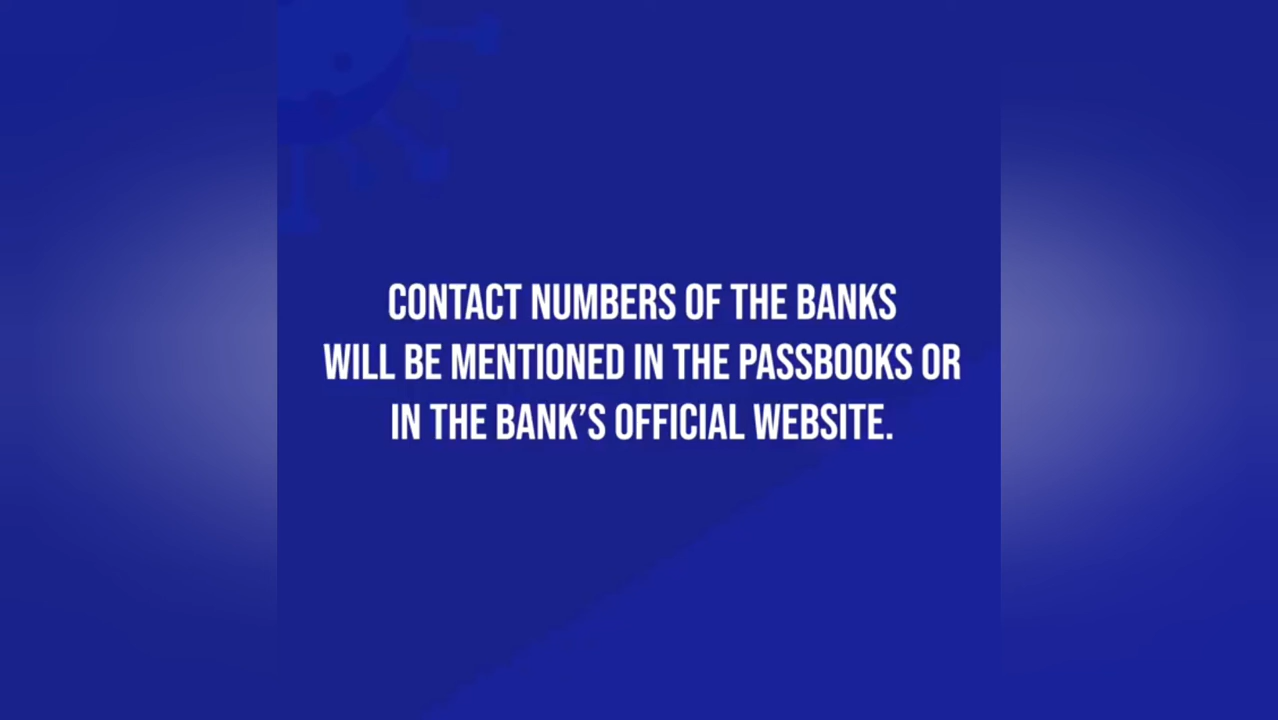 CONTACT NUMBERS OF THE BANKS
WILL BE MENTIONED IN THE PASSBOOKS OR
IN THE BANK’S OFFICIAL WEBSITE.